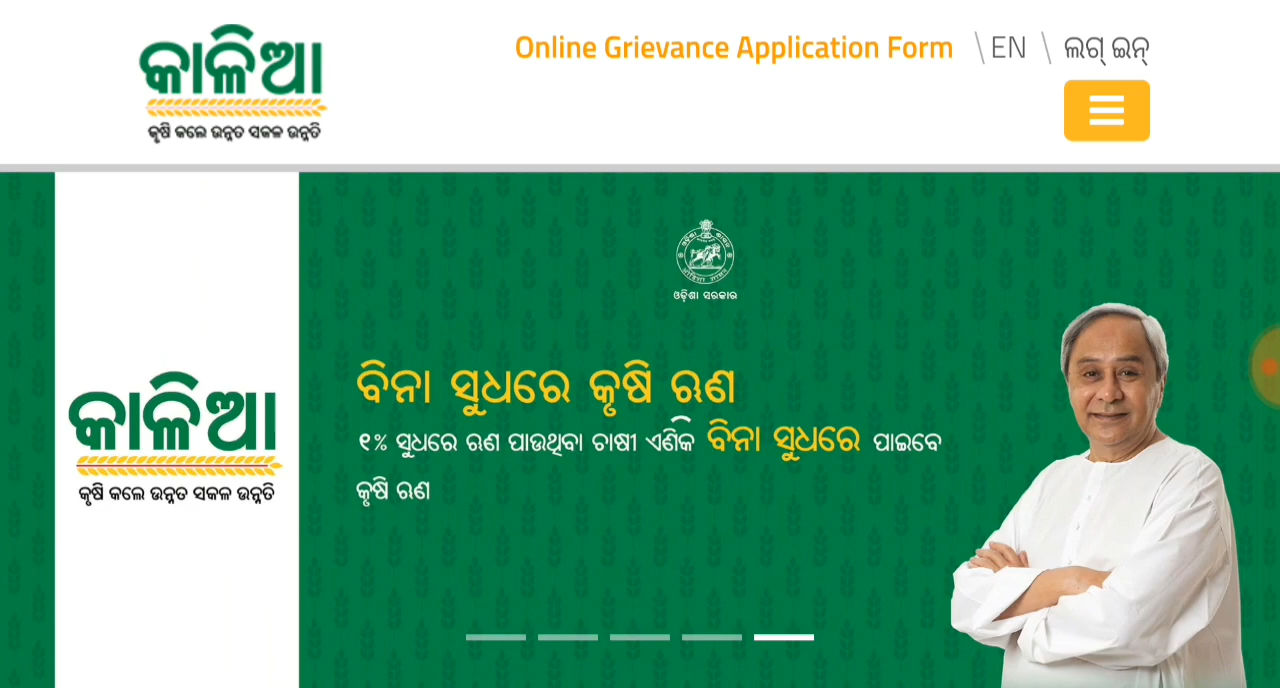 କାଳିଆ
କୃଷି କଲେ ଉନ୍ନତ ସକଳ ଉନ୍ନତି
Online Grievance Application Form \ EN \ ଲଗ୍ ଇନ୍
ଓଡ଼ିଶା ସରକାର
କାଳିଆ
କୃଷି କଲେ ଉନ୍ନତ ସକଳ ଉନ୍ନତି
ବିନା ସୁଧରେ କୃଷି ଋଣ
୧% ସୁଧରେ ଋଣ ପାଉଥିବା ଚାଷୀ ଏଣିକି ବିନା ସୁଧରେ ପାଇବେ
କୃଷି ଋଣ